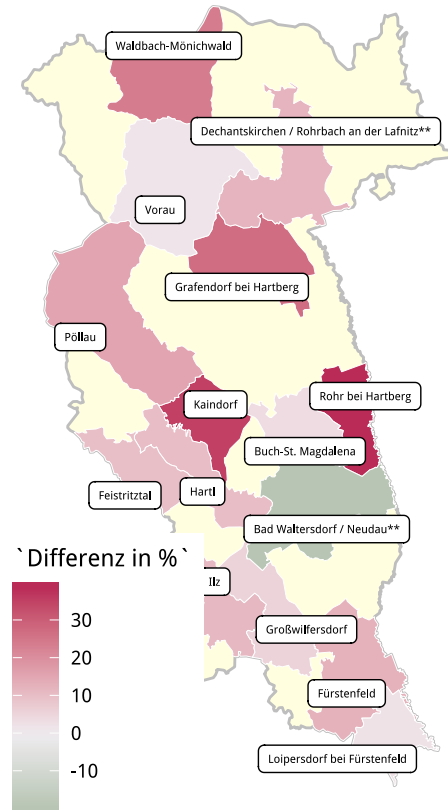 Waldbach-Mönichwald
Dechantskirchen / Rohrbach an der Lafnitz**
Vorau
Grafendorf bei Hartberg
Pöllau
Rohr bei Hartberg
Kaindorf
Buch-St. Magdalena
Feistritztal
Hartl
Bad Waltersdorf / Neudau**
`Differenz in %`
Ilz
30
Großwilfersdorf
20
10
Fürstenfeld
0
Loipersdorf bei Fürstenfeld
-10